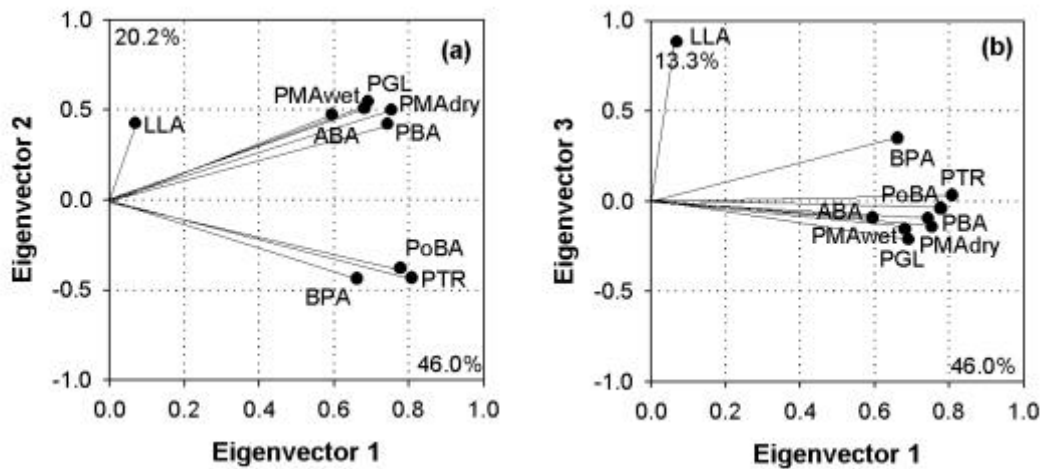 1.0
20.2%
(a)
PGL
PMAwet
PMAdry
0.5
LLA
ABA
PBA
Eigenvector 2
0.0
PoBA
PTR
-0.5
BPA
46.0%
-1.0
0.0 0.2 0.4 0.6 0.8 1.0
Eigenvector 1
1.0
LLA
(b)
13.3%
0.5
BPA
Eigenvector 3
PTR
PoBA
0.0
ABA
PBA
PMAwet
PMAdry
PGL
-0.5
46.0%
-1.0
0.0 0.2 0.4 0.6 0.8 1.0
Eigenvector 1